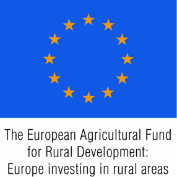 The European Agricultural Fund
for Rural Development:
Europe investing in rural areas